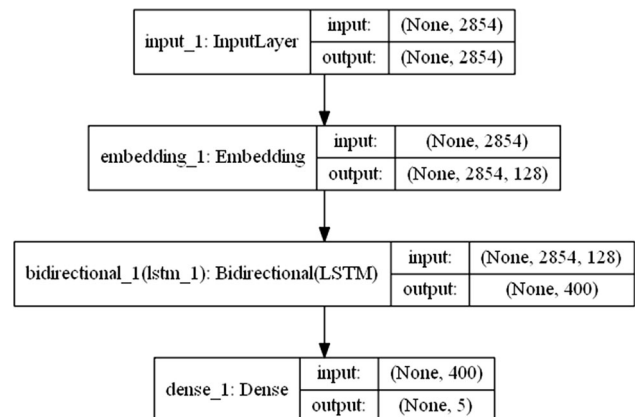 input_1: InputLayer
input: (None, 2854)
output: (None, 2854)
embedding_1: Embedding
input: (None, 2854)
output: (None, 2854, 128)
bidirectional_1(lstm_1): Bidirectional(LSTM)
input: (None, 2854, 128)
output: (None, 400)
dense_1: Dense
input: (None, 400)
output: (None, 5)